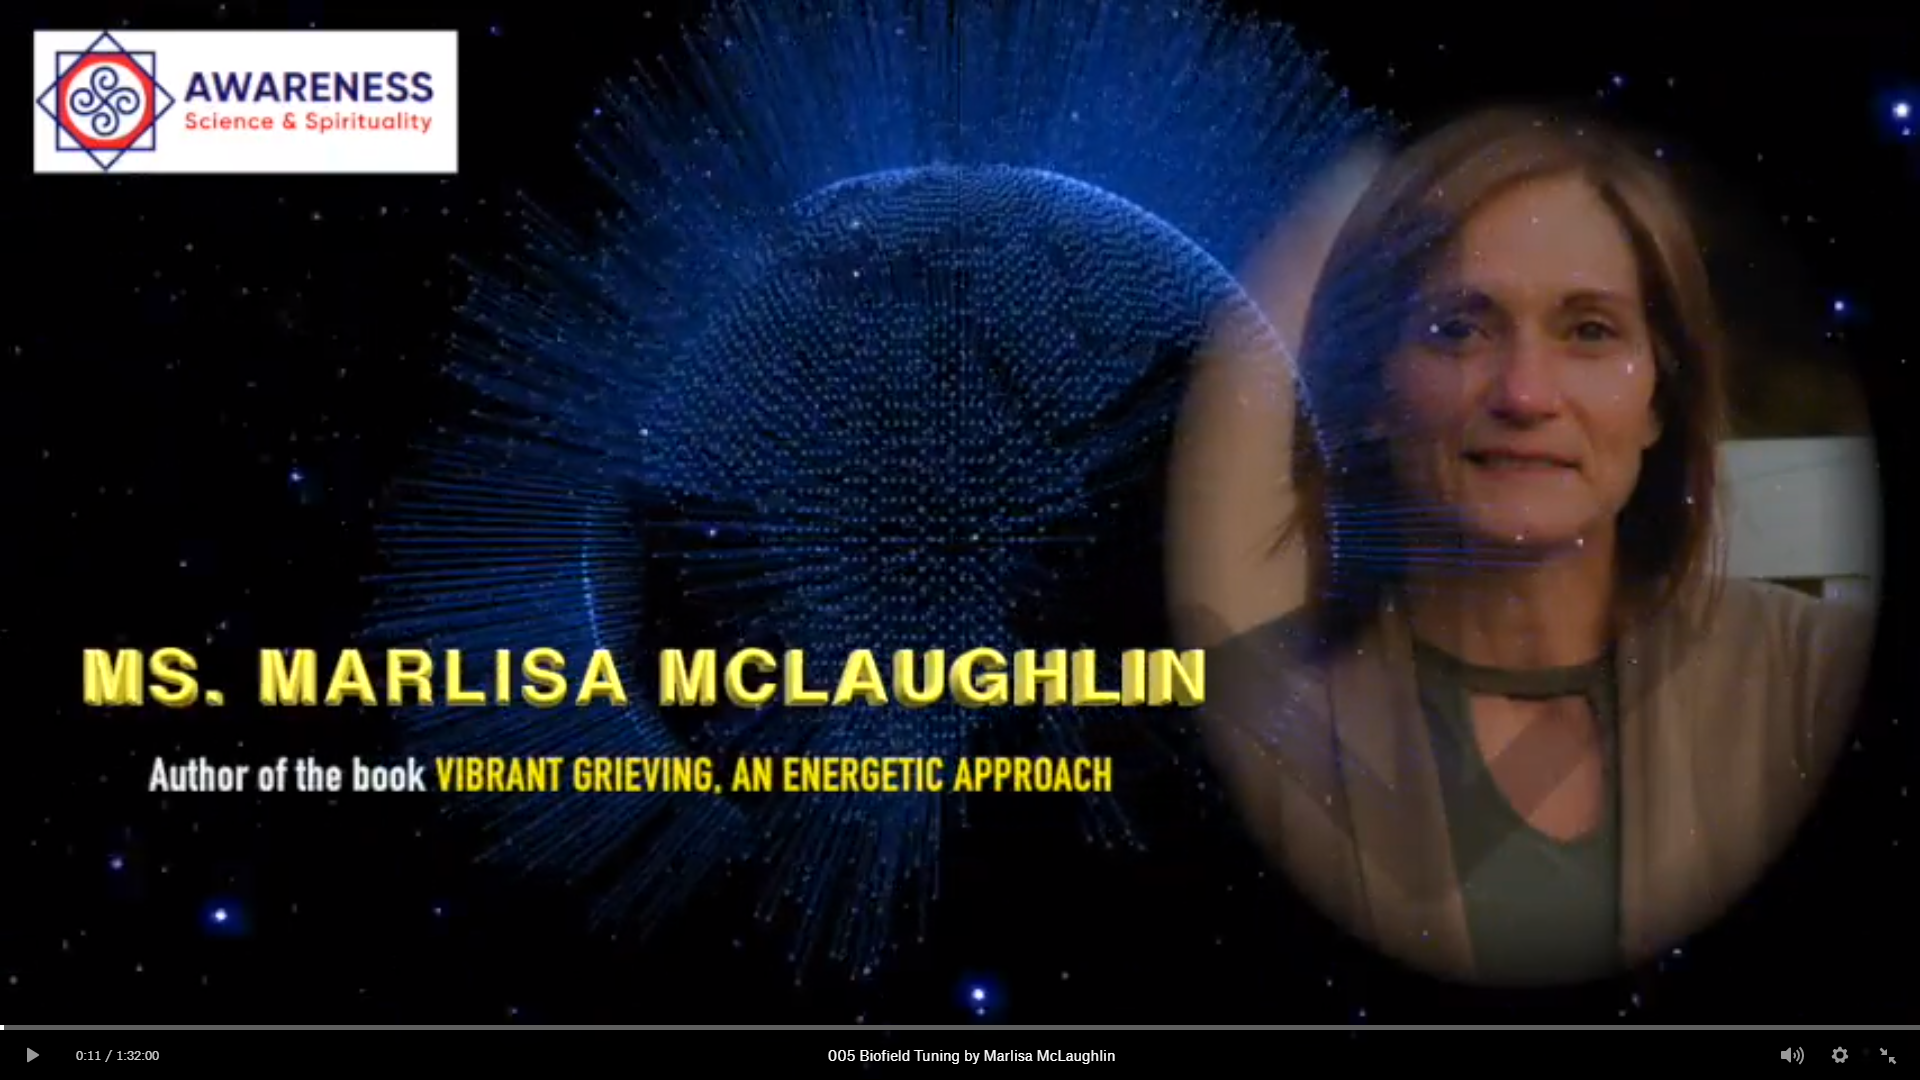 AWARENESS
Science & Spirituality
MS. MARLISA MCLAUGHLIN
Author of the book VIBRANT GRIEVING, AN ENERGETIC APPROACH
0:11 / 1:32:00
005 Biofield Tuning by Marlisa McLaughlin